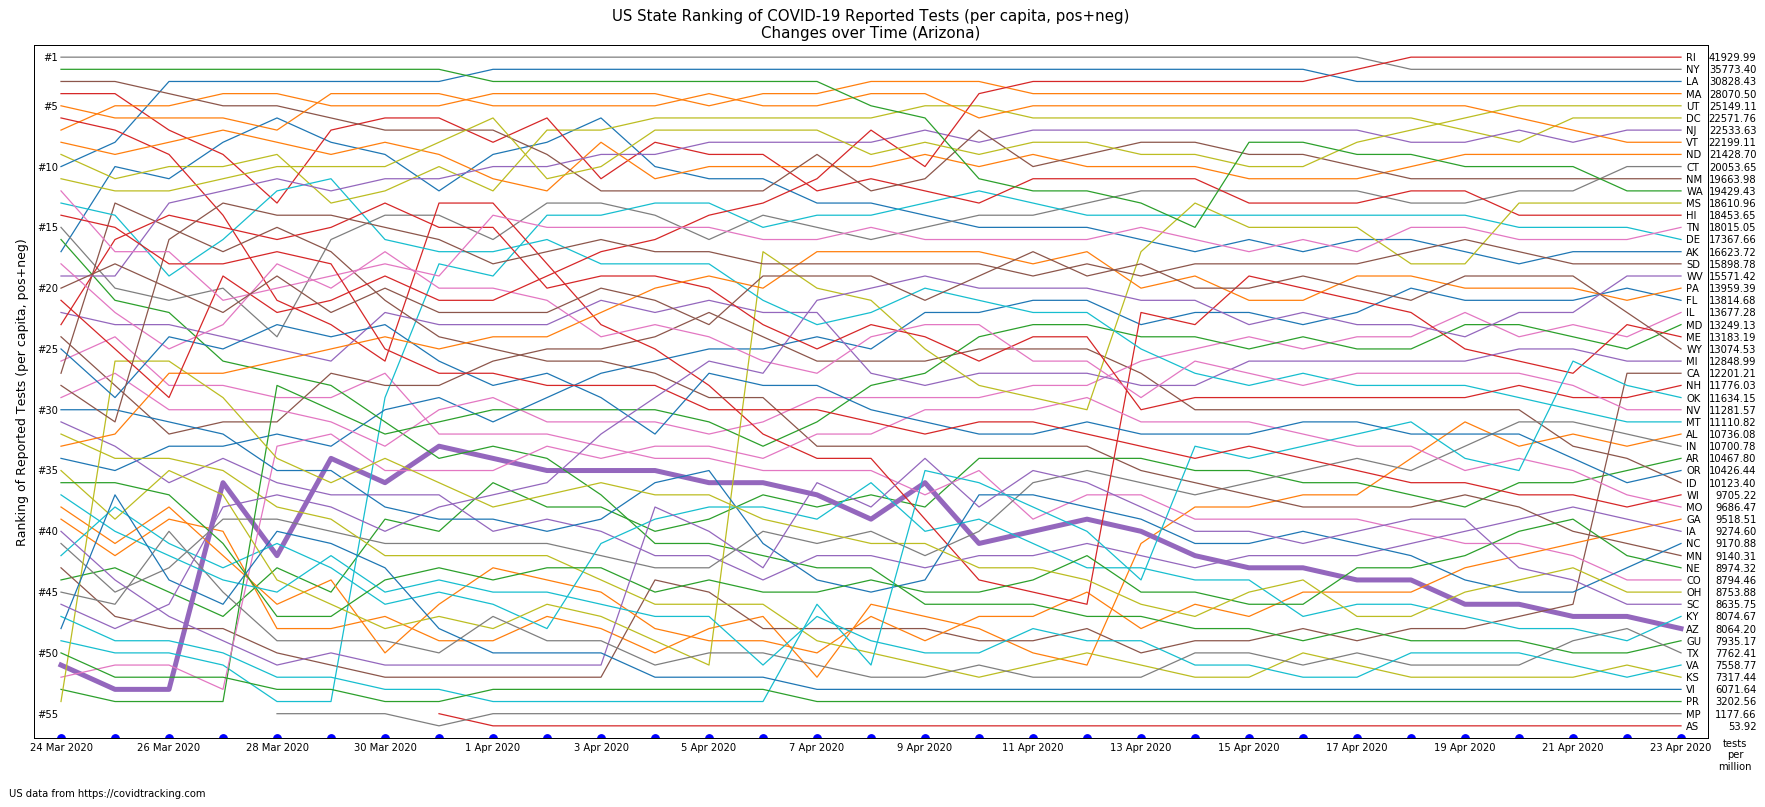 US State Ranking of COVID-19 Reported Tests (per capita, pos+neg)
Changes over Time (Arizona)
Ranking of Reported Tests (per capita, pos+neg)
#1
#5
#10
#15
#20
#25
#30
#35
#40
#45
#50
#55
RI 41929.99
NY 35773.40
LA 30828.43
MA 28070.50
UT 25149.11
DC 22571.76
NJ 22533.63
VT 22199.11
ND 21428.70
CT 20053.65
NM 19663.98
WA 19429.43
MS 18610.96
HI 18453.65
TN 18015.05
DE 17367.66
AK 16623.72
SD 15898.78
WV 15571.42
PA 13959.39
FL 13814.68
IL 13677.28
MD 13249.13
ME 13183.19
WY 13074.53
MI 12848.99
CA 12201.21
NH 11776.03
OK 11634.15
NV 11281.57
MT 11110.82
AL 10736.08
IN 10700.78
AR 10467.80
OR 10426.44
ID 10123.40
WI 9705.22
MO 9686.47
GA 9518.51
IA 9274.60
NC 9170.88
MN 9140.31
NE 8974.32
CO 8794.46
OH 8753.88
SC 8635.75
KY 8074.67
AZ 8064.20
GU 7935.17
TX 7762.41
VA 7558.77
KS 7317.44
VI 6071.64
PR 3202.56
MP 1177.66
AS 53.92
24 Mar 2020 26 Mar 2020 28 Mar 2020 30 Mar 2020 1 Apr 2020 3 Apr 2020 5 Apr 2020 7 Apr 2020 9 Apr 2020 11 Apr 2020 13 Apr 2020 15 Apr 2020 17 Apr 2020 19 Apr 2020 21 Apr 2020 23 Apr 2020
tests
per
million
US data from https://covidtracking.com